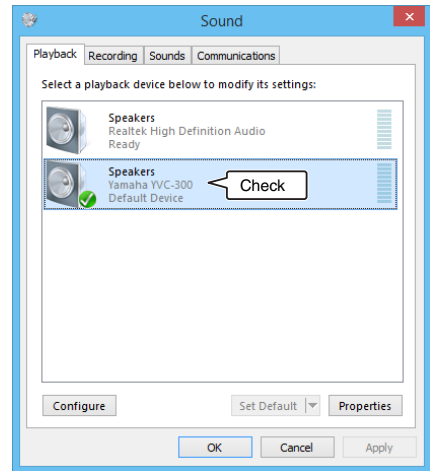 Sound
Playback Recording Sounds Communications
Select a playback device below to modify its settings:
Speakers
Realtek High Definition Audio
Ready
Speakers
Yamaha YVC-300
Default Device
Check
Configure Set Default Properties
OK Cancel Apply